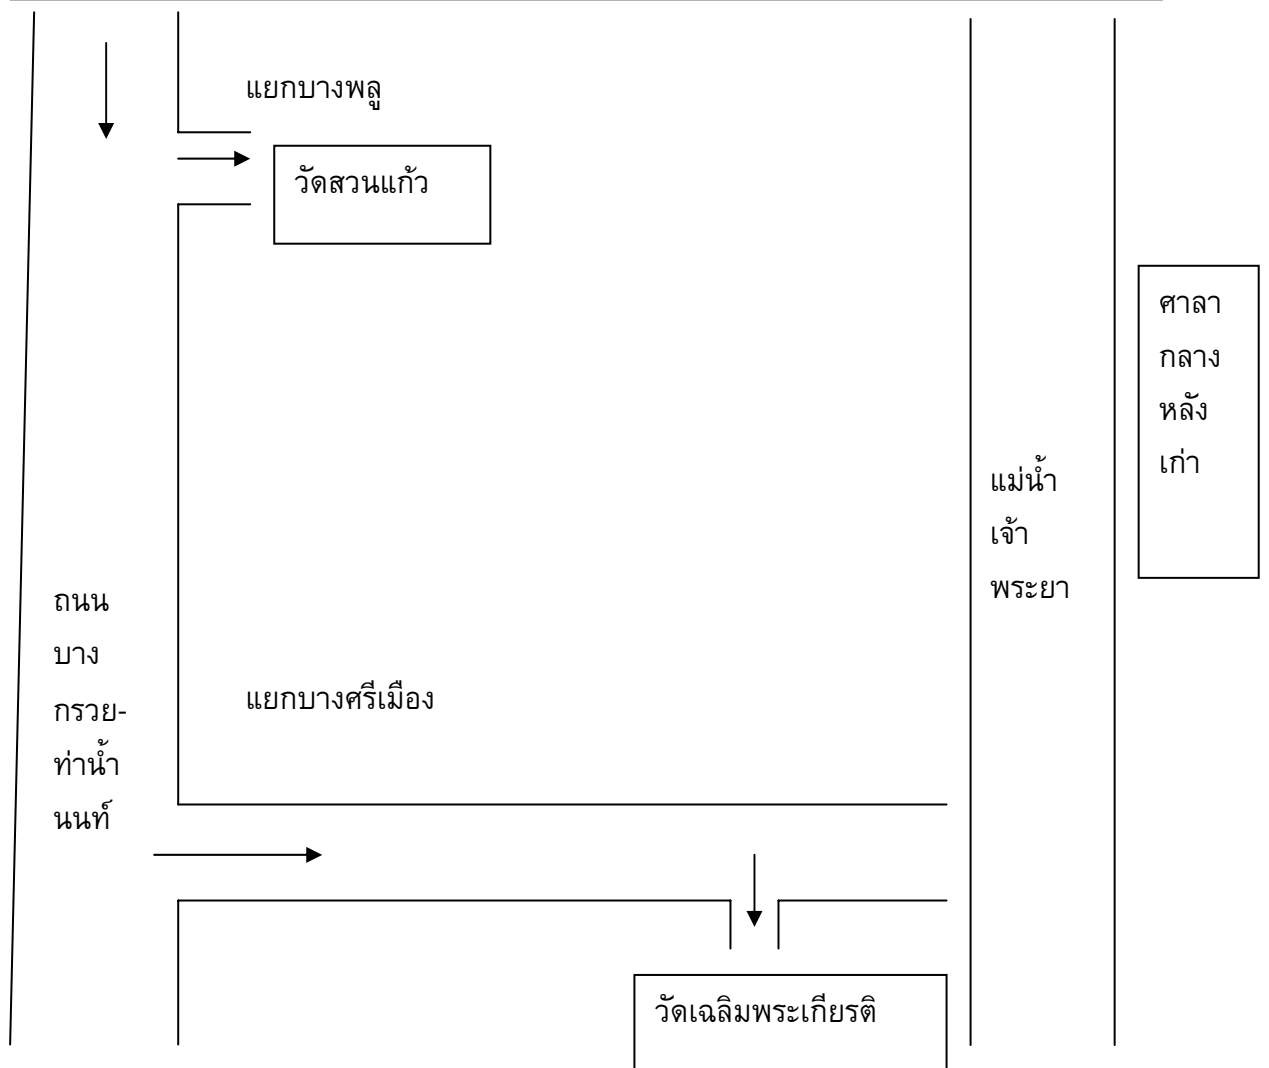 แยกบางพลู
วัดสวนแก้ว
ศาลา
กลาง
หลัง
เก่า
แม่น้ำ
เจ้า
พระยา
ถนน
บาง
กรวย-
ท่าน้ำ
นนท์
แยกบางศรีเมือง
วัดเฉลิมพระเกียรติ